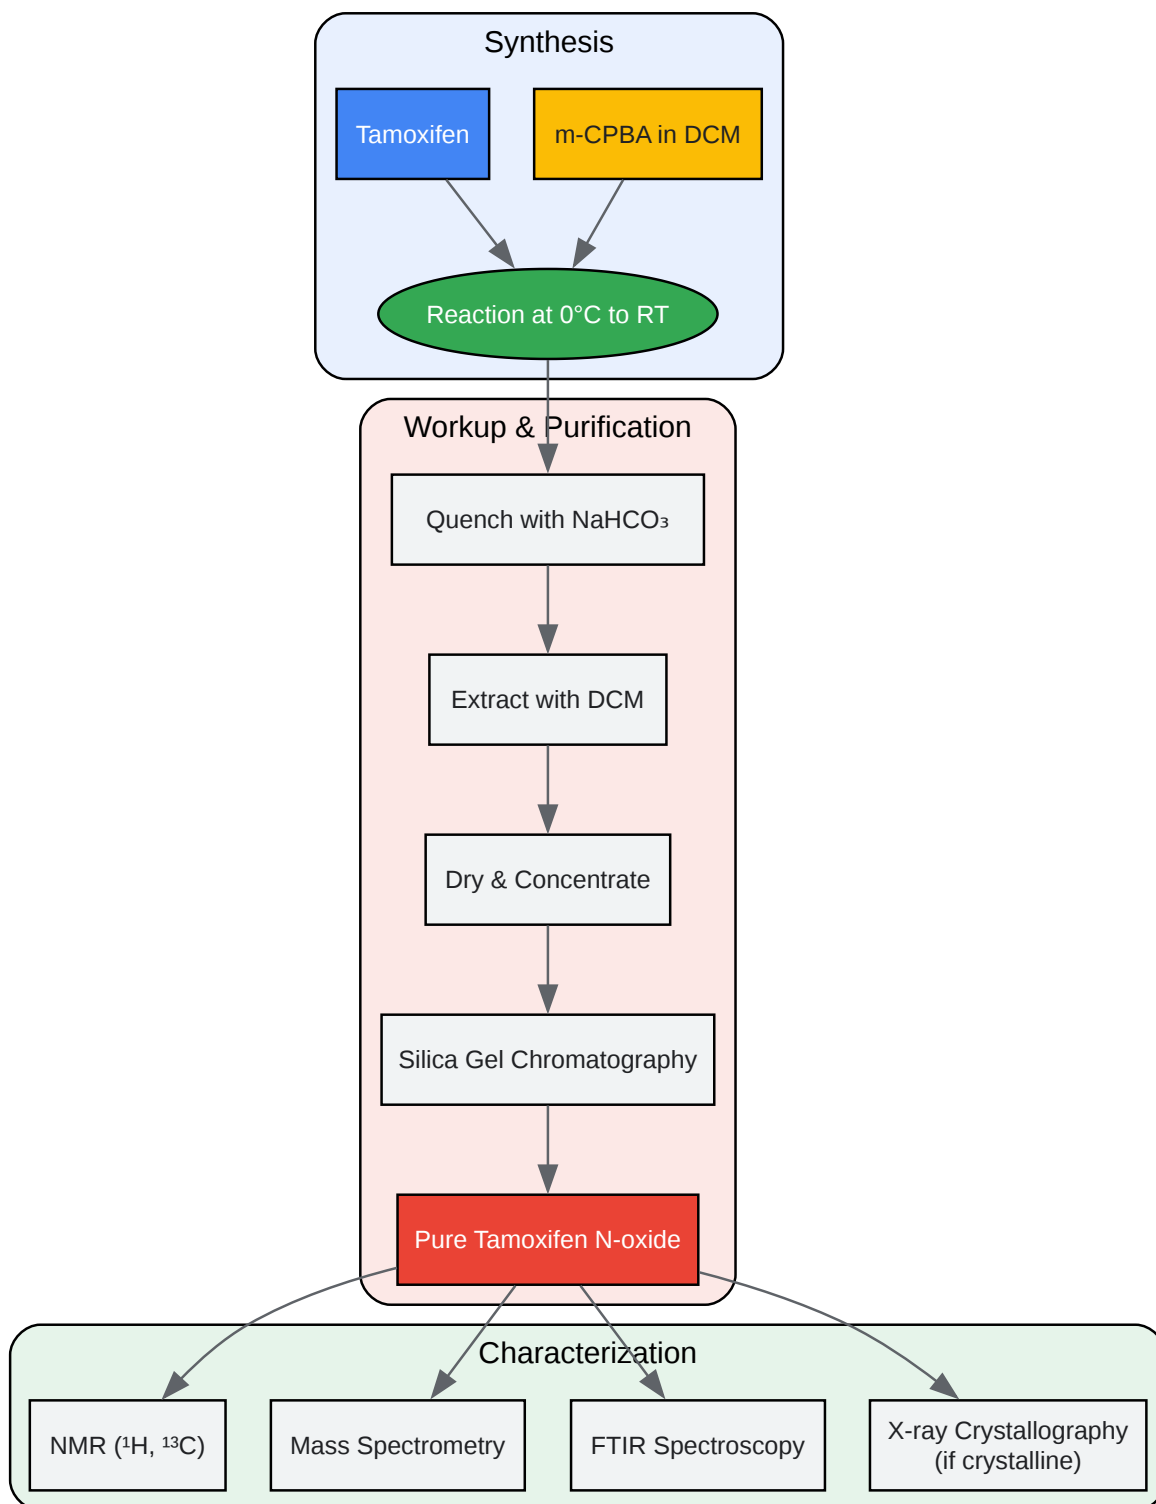 Synthesis
Tamoxifen
m-CPBA in DCM
Reaction at 0°C to RT
Workup & Purification
Quench with NaHCO₃
Extract with DCM
Dry & Concentrate
Silica Gel Chromatography
Pure Tamoxifen N-oxide
Characterization
NMR (¹H, ¹³C)
Mass Spectrometry
FTIR Spectroscopy
X-ray Crystallography
(if crystalline)